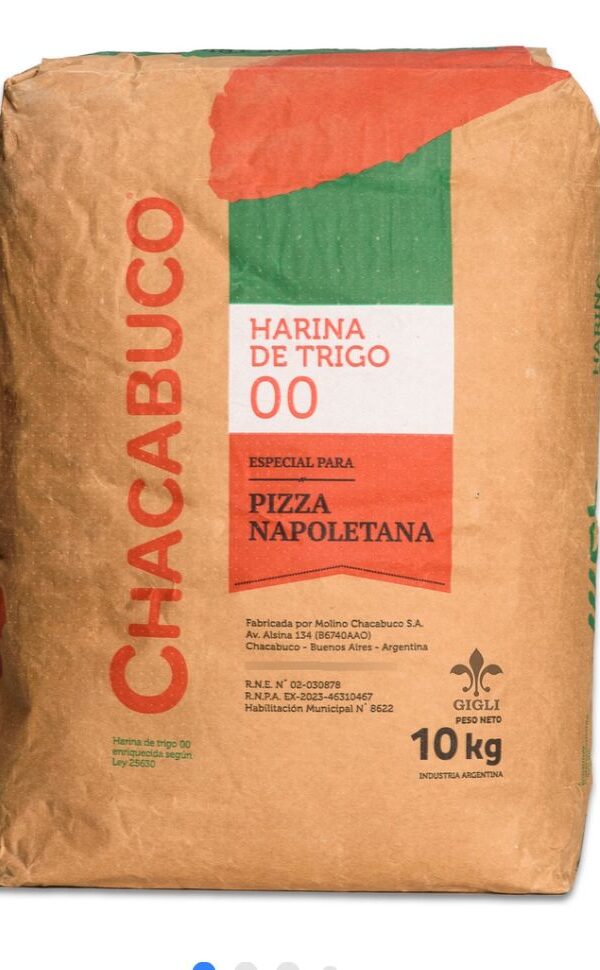 CHACABUCO
HARINA
DE TRIGO
00
ESPECIAL PARA
PIZZA
NAPOLETANA
Fabricada por Molino Chacabuco S.A.
Av. Alsina 134 (B6740AAO)
Chacabuco - Buenos Aires - Argentina
R.N.E. N° 02-030878
R.N.P.A. EX-2023-46310467
Habilitación Municipal N° 8622
Harina de trigo 00
enriquecida según
Ley 25630
GIGLI
PESO NETO
10 kg
INDUSTRIA ARGENTINA